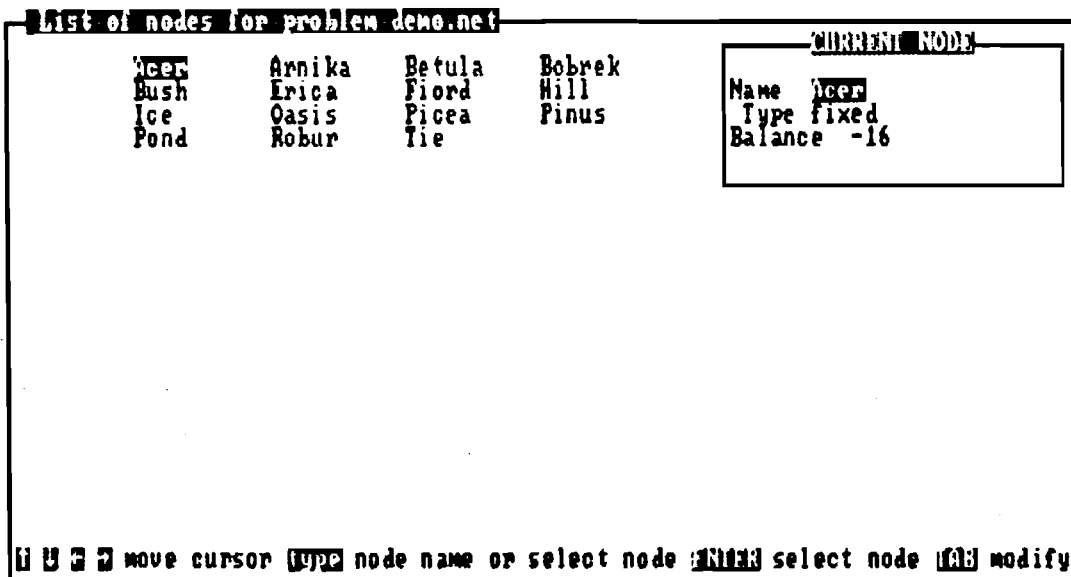 List of nodes for problem demo.net
CURRENT NODE
Acer Arnika Betula Bobrek
Bush Erica Fiord Hill
Ice Oasis Picea Pinus
Pond Robur Tie
Name Acer
Type fixed
Balance -16
↑ ↓ ← → move cursor TYPE node name or select node ENTER select node TAB modify